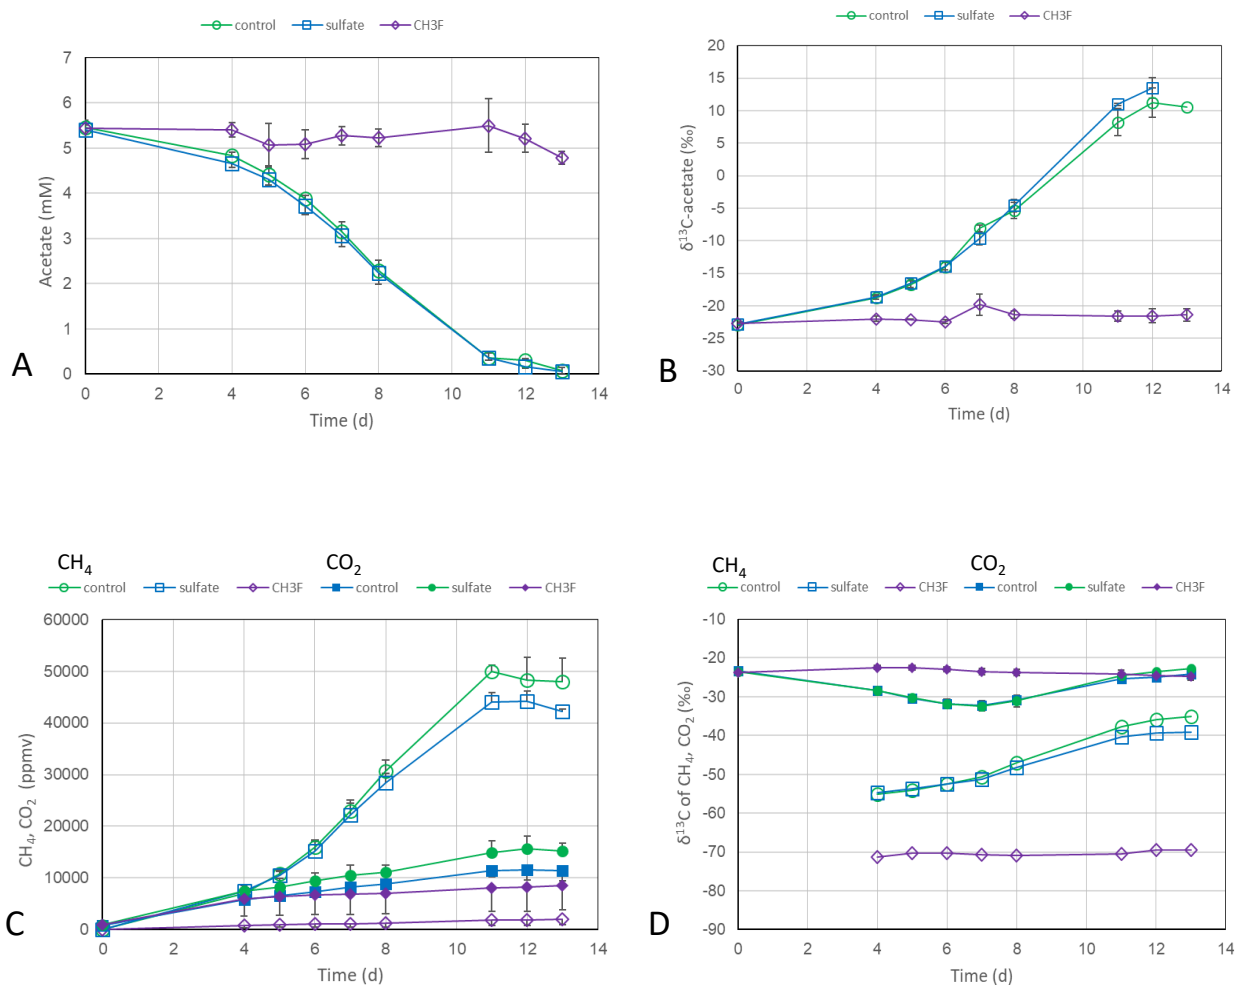 control sulfate CH3F
7
6
5
4
3
2
1
0
Acetate (mM)
0 2 4 6 8 10 12 14
Time (d)
A
control sulfate CH3F
20
15
10
5
0
-5
-10
-15
-20
-25
-30
δ13C-acetate (‰)
0 2 4 6 8 10 12 14
Time (d)
B
CH4 CO2
control sulfate CH3F control sulfate CH3F
60000
50000
40000
30000
20000
10000
0
CH4, CO2 (ppmv)
0 2 4 6 8 10 12 14
Time (d)
C
CH4 CO2
control sulfate CH3F control sulfate CH3F
-10
-20
-30
-40
-50
-60
-70
-80
-90
δ13C of CH4, CO2 (‰)
0 2 4 6 8 10 12 14
Time (d)
D